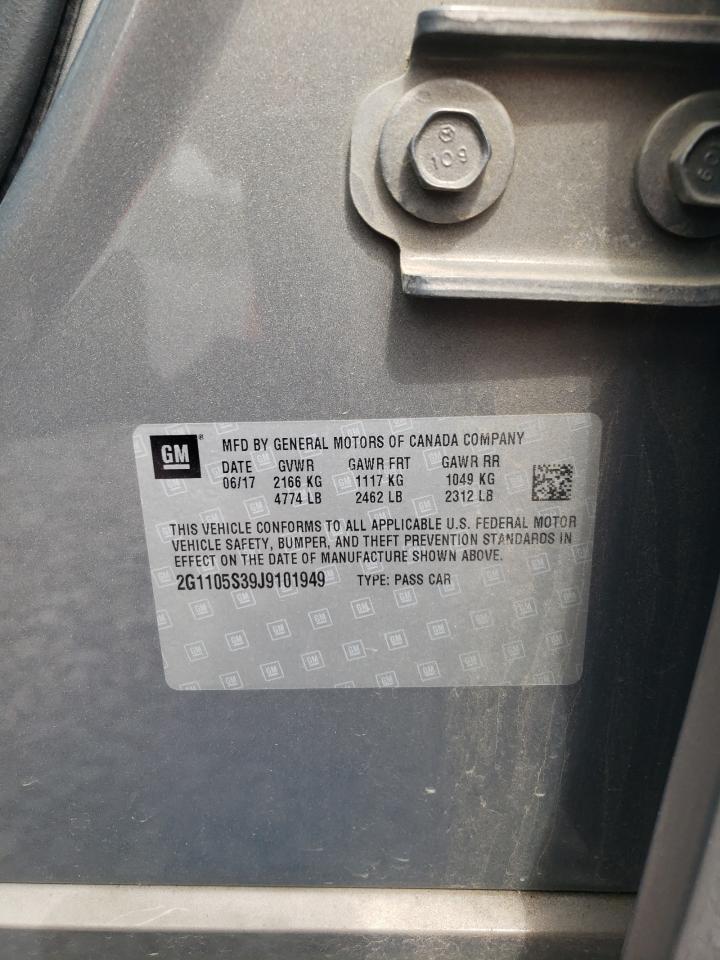 109
GM ®
MFD BY GENERAL MOTORS OF CANADA COMPANY
DATE GVWR GAWR FRT GAWR RR
06/17 2166 KG 1117 KG 1049 KG
4774 LB 2462 LB 2312 LB
THIS VEHICLE CONFORMS TO ALL APPLICABLE U.S. FEDERAL MOTOR
VEHICLE SAFETY, BUMPER, AND THEFT PREVENTION STANDARDS IN
EFFECT ON THE DATE OF MANUFACTURE SHOWN ABOVE.
2G1105S39J9101949 TYPE: PASS CAR